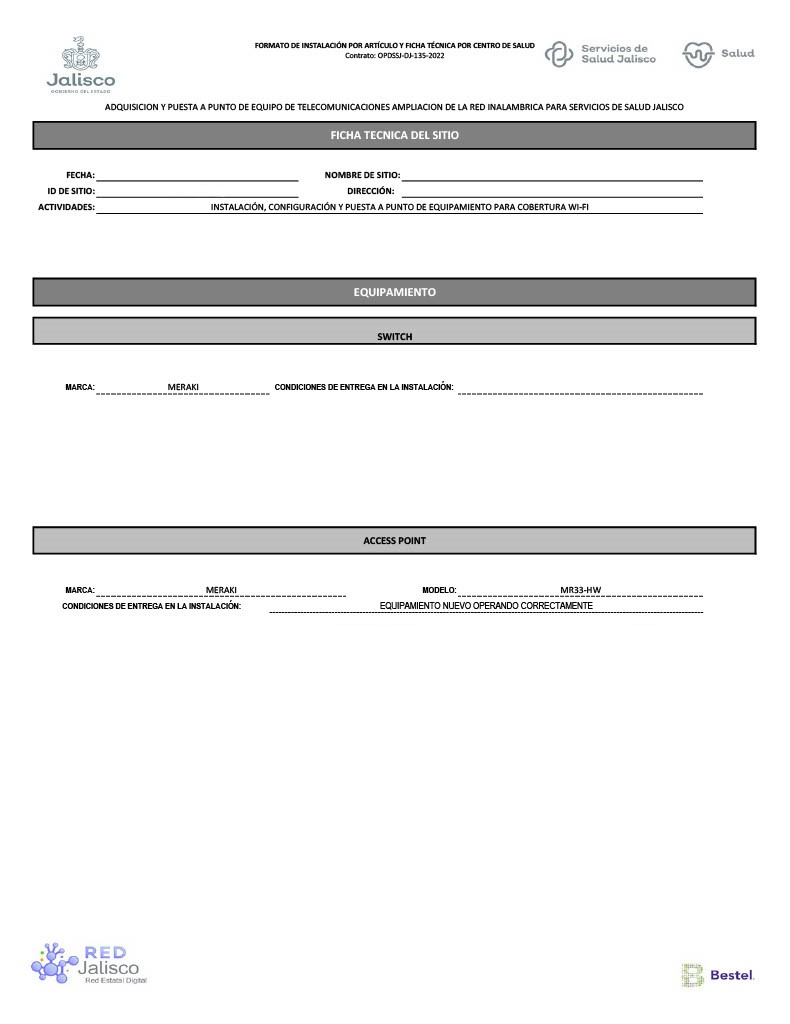 FORMATO DE INSTALACIÓN POR ARTÍCULO Y FICHA TÉCNICA POR CENTRO DE SALUD
Contrato: OPDSSJ-DJ-135-2022
Jalisco
GOBIERNO DEL ESTADO
Servicios de
Salud Jalisco
Salud
ADQUISICION Y PUESTA A PUNTO DE EQUIPO DE TELECOMUNICACIONES AMPLIACION DE LA RED INALAMBRICA PARA SERVICIOS DE SALUD JALISCO
FICHA TECNICA DEL SITIO
FECHA: NOMBRE DE SITIO:
ID DE SITIO: DIRECCIÓN:
ACTIVIDADES: INSTALACIÓN, CONFIGURACIÓN Y PUESTA A PUNTO DE EQUIPAMIENTO PARA COBERTURA WI-FI
EQUIPAMIENTO
SWITCH
MARCA: MERAKI CONDICIONES DE ENTREGA EN LA INSTALACIÓN:
ACCESS POINT
MARCA: MERAKI MODELO: MR33-HW
CONDICIONES DE ENTREGA EN LA INSTALACIÓN: EQUIPAMIENTO NUEVO OPERANDO CORRECTAMENTE
RED
Jalisco
Red Estatal Digital
Bestel.